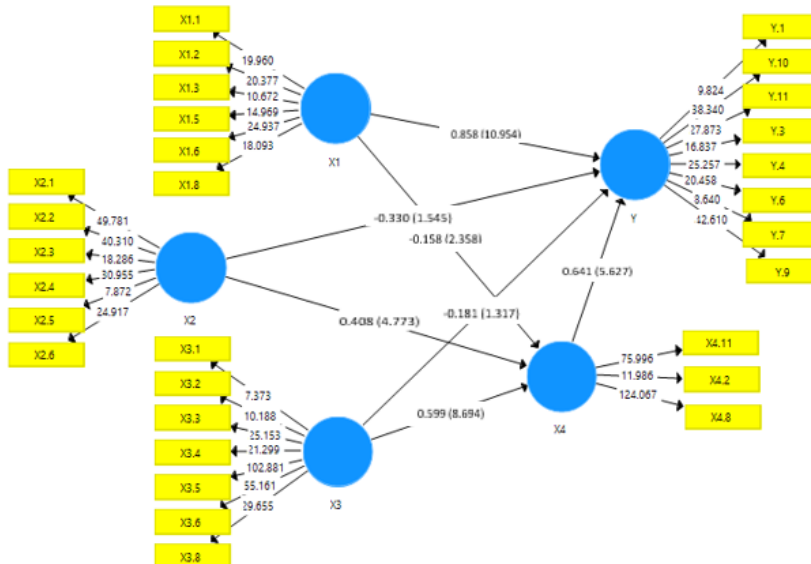 X1.1
X1.2
X1.3
X1.5
X1.6
X1.8
19.960
20.377
10.672
14.969
24.937
18.093
X1
X2.1
X2.2
X2.3
X2.4
X2.5
X2.6
49.781
40.310
18.286
30.955
7.872
24.917
X2
X3.1
X3.2
X3.3
X3.4
X3.5
X3.6
X3.8
7.373
10.188
25.153
21.299
102.881
55.161
29.655
X3
0.858 (10.954)
-0.330 (1.545)
-0.158 (2.358)
-0.181 (1.317)
0.408 (4.773)
0.599 (8.694)
0.641 (5.627)
Y
9.824
38.340
27.873
16.837
25.257
20.458
8.640
42.610
Y.1
Y.10
Y.11
Y.3
Y.4
Y.6
Y.7
Y.9
X4
75.996
11.986
124.067
X4.11
X4.2
X4.8